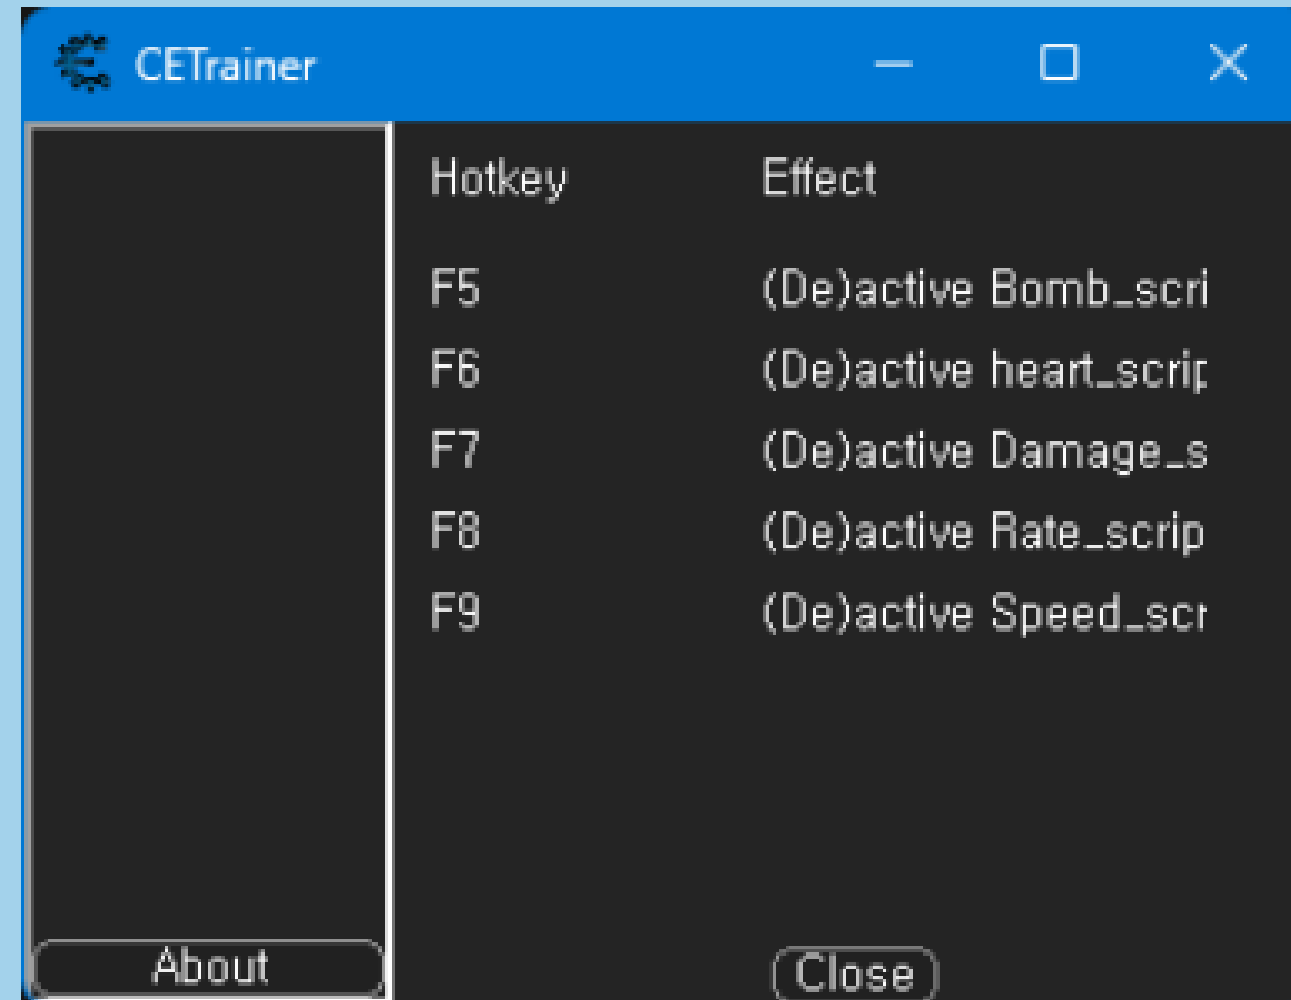 CETrainer
Hotkey Effect
F5 (De)active Bomb_scri
F6 (De)active heart_scrip
F7 (De)active Damage_s
F8 (De)active Rate_scrip
F9 (De)active Speed_scr
About
Close